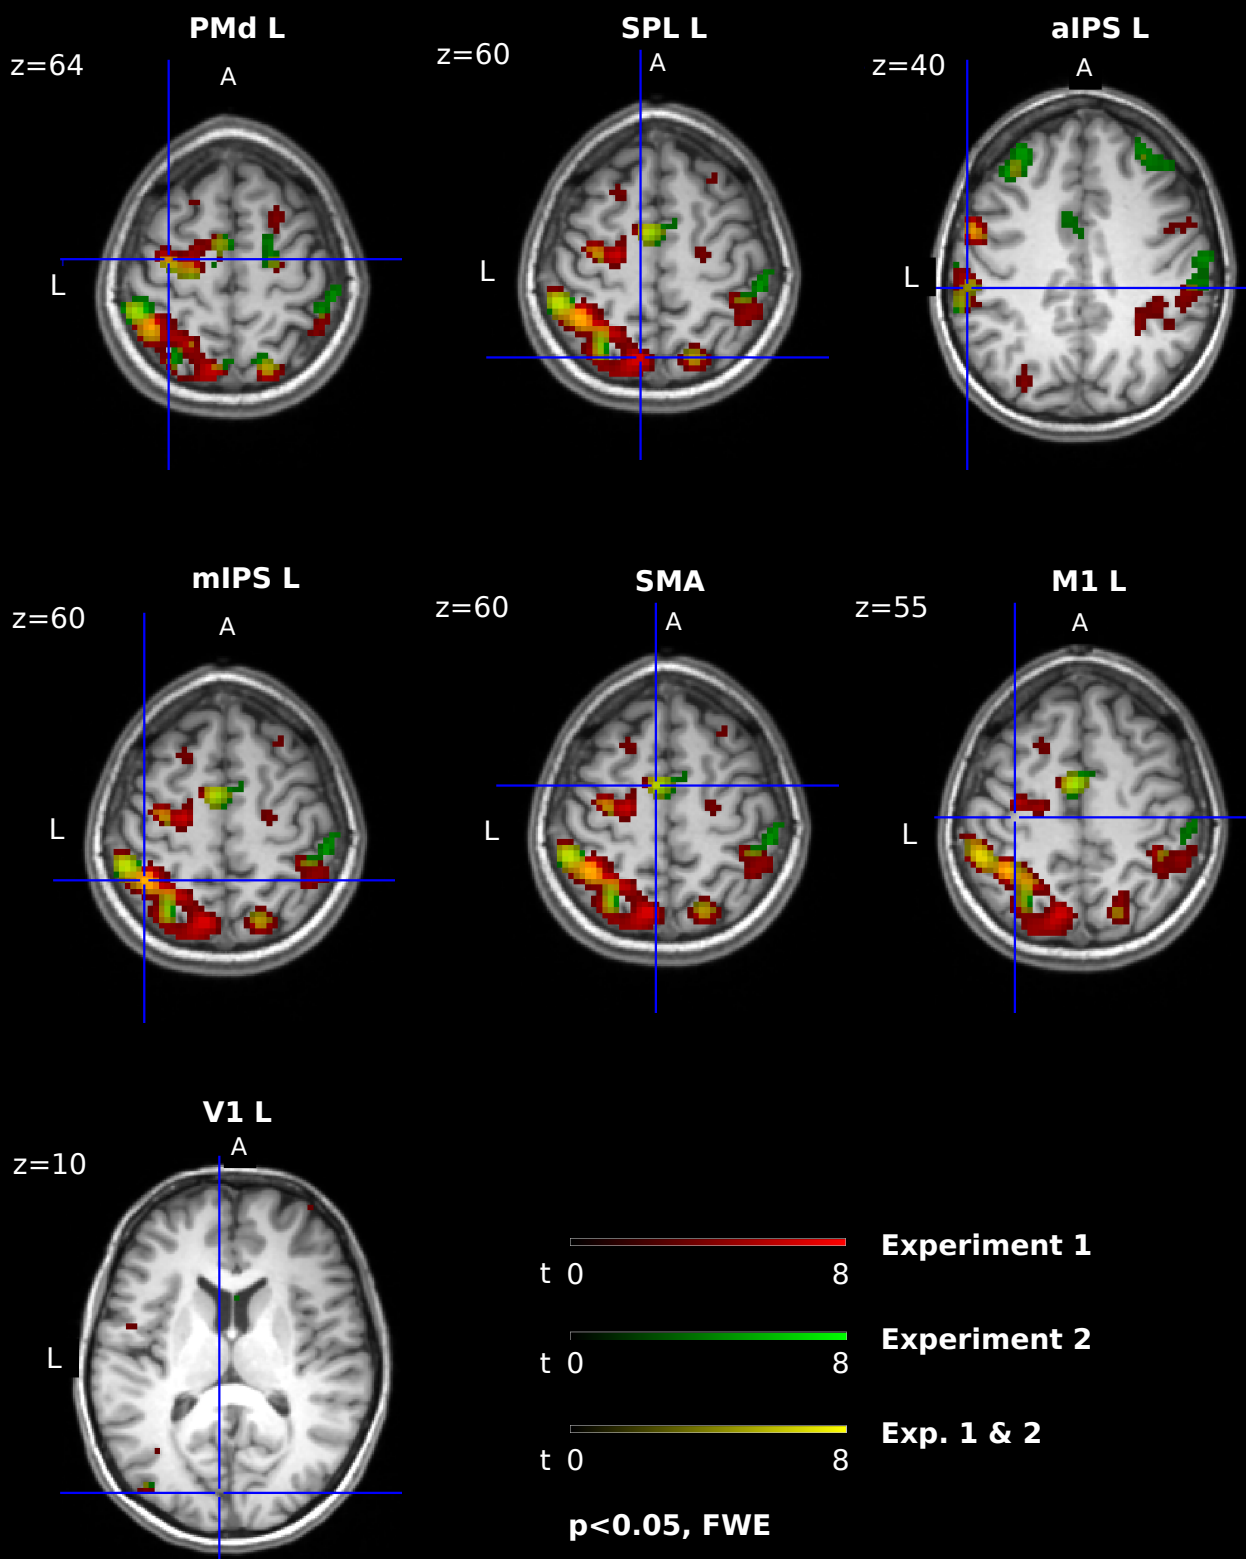 PMd L
SPL L
aIPS L
z=64
z=60
z=40
A
A
A
L
L
L
mIPS L
SMA
M1 L
z=60
z=60
z=55
A
A
A
L
L
L
V1 L
A
z=10
L
t 0 8 Experiment 1
t 0 8 Experiment 2
t 0 8 Exp. 1 & 2
p<0.05, FWE